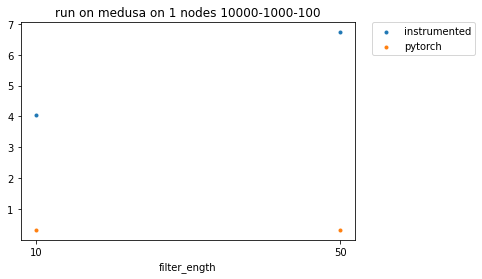 run on medusa on 1 nodes 10000-1000-100
7
6
5
4
3
2
1
10
50
filter_ength
instrumented
pytorch